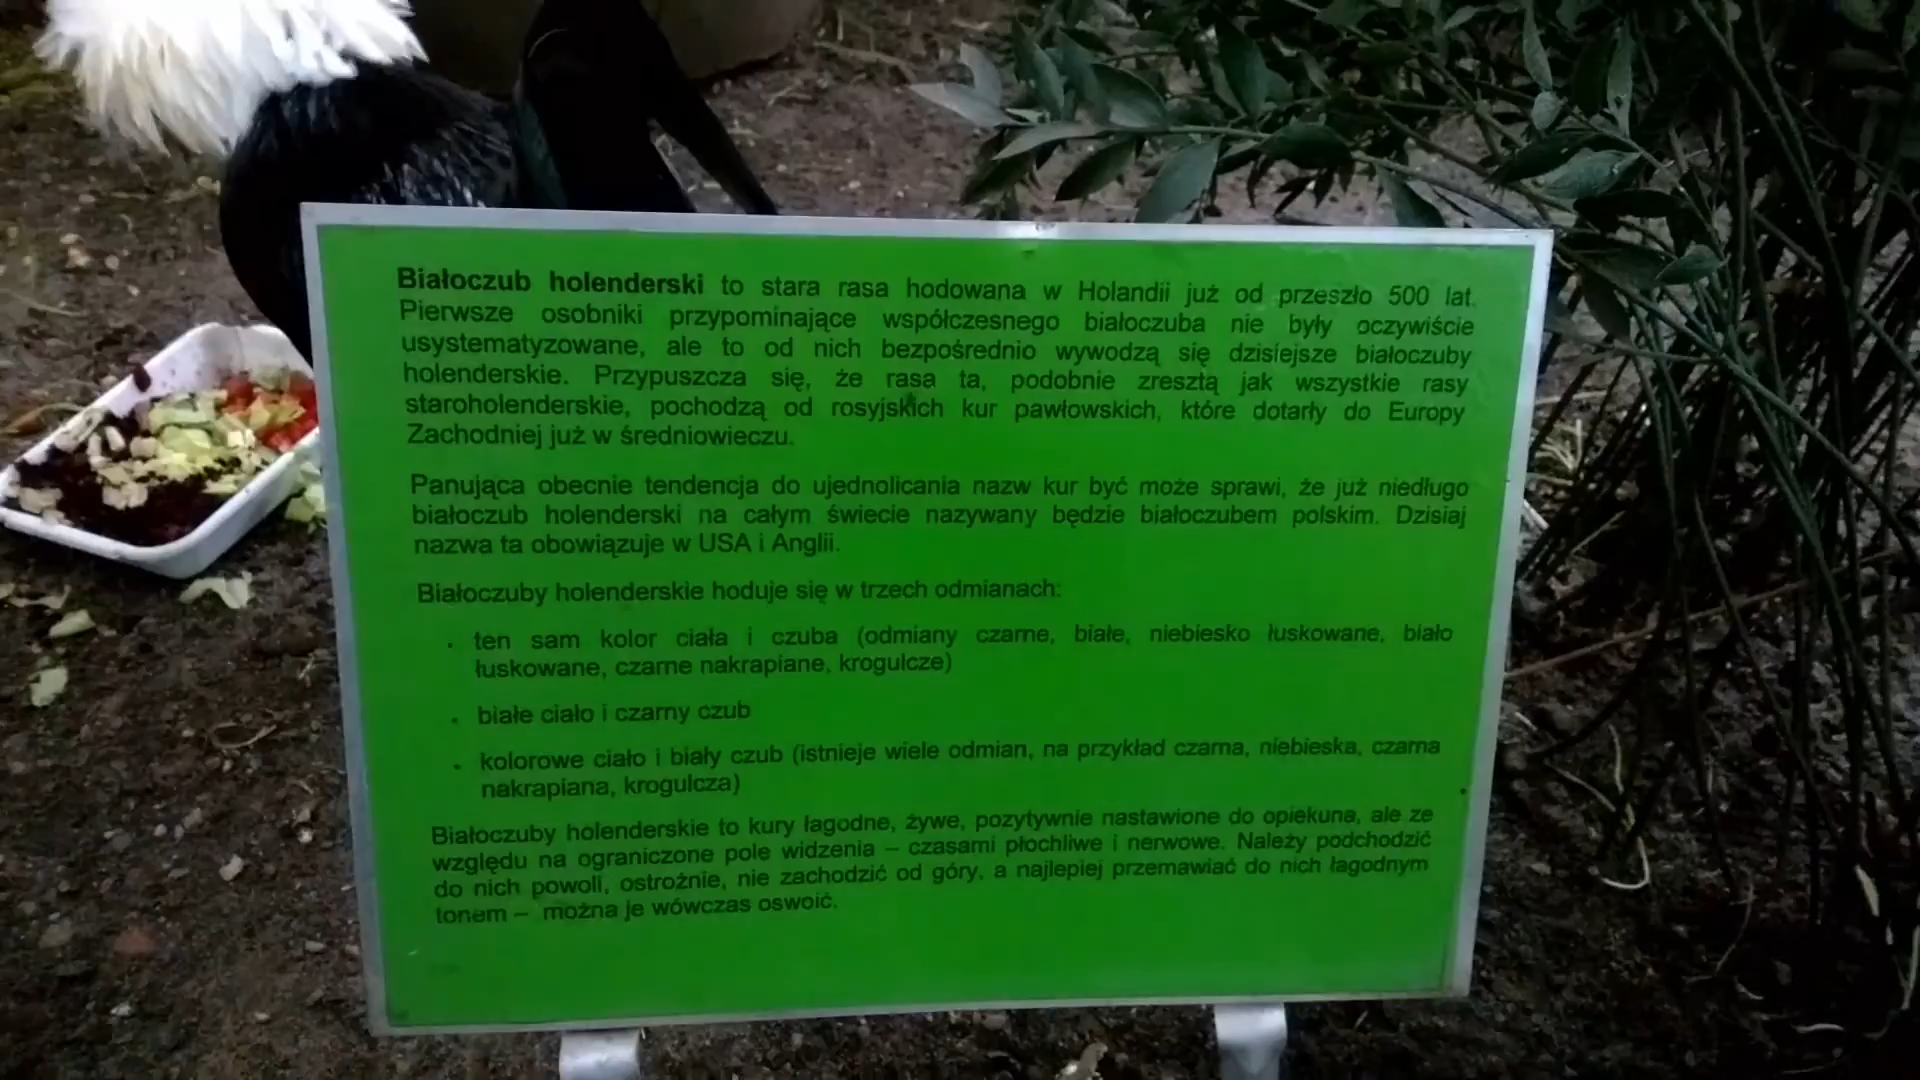 Białoczub holenderski to stara rasa hodowana w Holandii już od przeszło 500 lat.
Pierwsze osobniki przypominające współczesnego białoczuba nie były oczywiście
usystematyzowane, ale to od nich bezpośrednio wywodzą się dzisiejsze białoczuby
holenderskie. Przypuszcza się, że rasa ta, podobnie zresztą jak wszystkie rasy
staroholenderskie, pochodzą od rosyjskich kur pawłowskich, które dotarły do Europy
Zachodniej już w średniowieczu.
Panująca obecnie tendencja do ujednolicania nazw kur być może sprawi, że już niedługo
białoczub holenderski na całym świecie nazywany będzie białoczubem polskim. Dzisiaj
nazwa ta obowiązuje w USA i Anglii.
Białoczuby holenderskie hoduje się w trzech odmianach:
· ten sam kolor ciała i czuba (odmiany czarne, białe, niebiesko łuskowane, biało
łuskowane, czarne nakrapiane, krogulcze)
· białe ciało i czarny czub
· kolorowe ciało i biały czub (istnieje wiele odmian, na przykład czarna, niebieska, czarna
nakrapiana, krogulcza)
Białoczuby holenderskie to kury łagodne, żywe, pozytywnie nastawione do opiekuna, ale ze
względu na ograniczone pole widzenia – czasami płochliwe i nerwowe. Należy podchodzić
do nich powoli, ostrożnie, nie zachodzić od góry, a najlepiej przemawiać do nich łagodnym
tonem – można je wówczas oswoić.